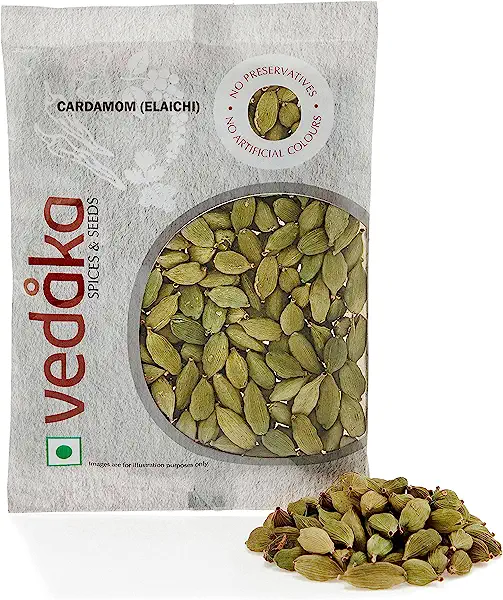 CARDAMOM (ELAICHI)
• NO PRESERVATIVES •
NO ARTIFICIAL COLOURS
vedåka
SPICES & SEEDS
Images are for illustration purposes only